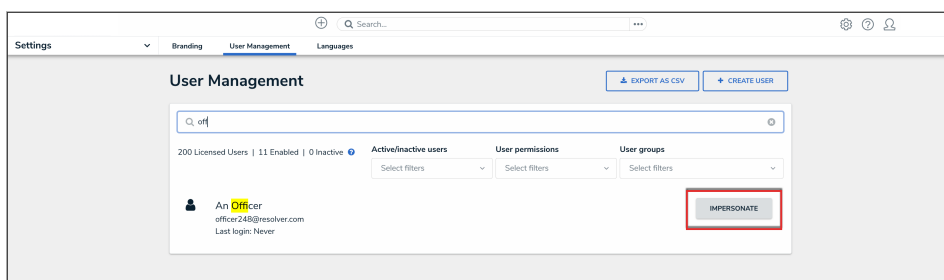 Search...
Settings
Branding User Management Languages
User Management
EXPORT AS CSV
+ CREATE USER
off
200 Licensed Users | 11 Enabled | 0 Inactive
Active/inactive users User permissions User groups
Select filters Select filters Select filters
An Officer
IMPERSONATE
officer248@resolver.com
Last login: Never